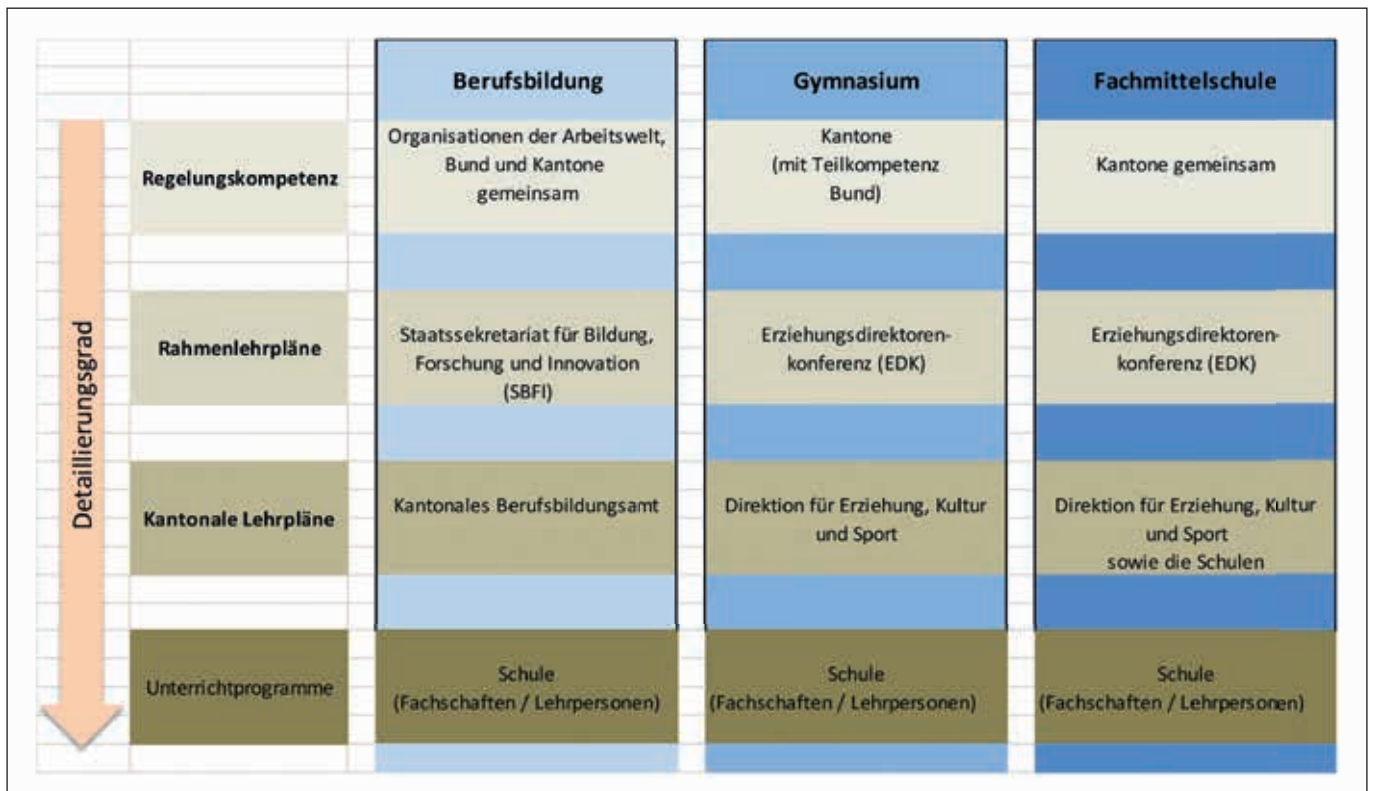 Berufsbildung
Gymnasium
Fachmittelschule
Detaillierungsgrad
Regelungskompetenz
Organisationen der Arbeitswelt,
Bund und Kantone
gemeinsam
Kantone
(mit Teilkompetenz
Bund)
Kantone gemeinsam
Rahmenlehrpläne
Staatssekretariat für Bildung,
Forschung und Innovation
(SBFI)
Erziehungsdirektoren-
konferenz (EDK)
Erziehungsdirektoren-
konferenz (EDK)
Kantonale Lehrpläne
Kantonales Berufsbildungsamt
Direktion für Erziehung, Kultur
und Sport
Direktion für Erziehung, Kultur
und Sport
sowie die Schulen
Unterrichtprogramme
Schule
(Fachschaften / Lehrpersonen)
Schule
(Fachschaften / Lehrpersonen)
Schule
(Fachschaften / Lehrpersonen)